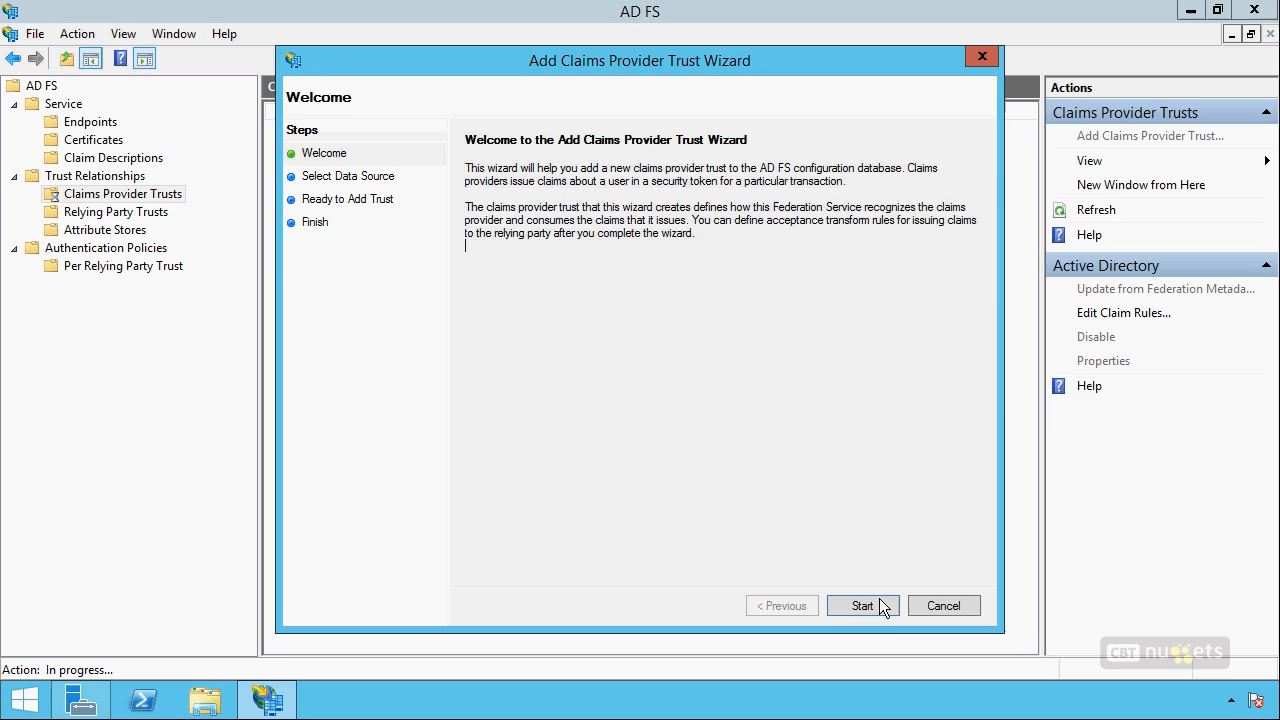 AD FS
File Action View Window Help
AD FS
Service
Endpoints
Certificates
Claim Descriptions
Trust Relationships
Claims Provider Trusts
Relying Party Trusts
Attribute Stores
Authentication Policies
Per Relying Party Trust
C
Add Claims Provider Trust Wizard
Welcome
Steps
Welcome
Select Data Source
Ready to Add Trust
Finish
Welcome to the Add Claims Provider Trust Wizard
This wizard will help you add a new claims provider trust to the AD FS configuration database. Claims
providers issue claims about a user in a security token for a particular transaction.
The claims provider trust that this wizard creates defines how this Federation Service recognizes the claims
provider and consumes the claims that it issues. You can define acceptance transform rules for issuing claims
to the relying party after you complete the wizard.
< Previous Start Cancel
Actions
Claims Provider Trusts
Add Claims Provider Trust...
View
New Window from Here
Refresh
Help
Active Directory
Update from Federation Metada...
Edit Claim Rules...
Disable
Properties
Help
CBT nuggets
Action: In progress...